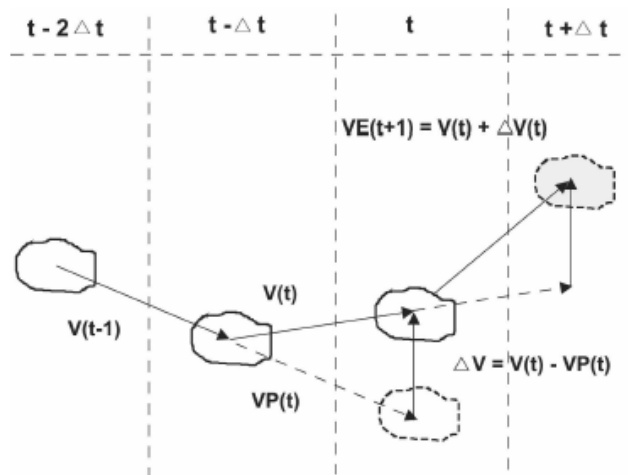 t - 2 △ t
t - △ t
t
t + △ t
VE(t+1) = V(t) + △V(t)
V(t)
V(t-1)
△ V = V(t) - VP(t)
VP(t)